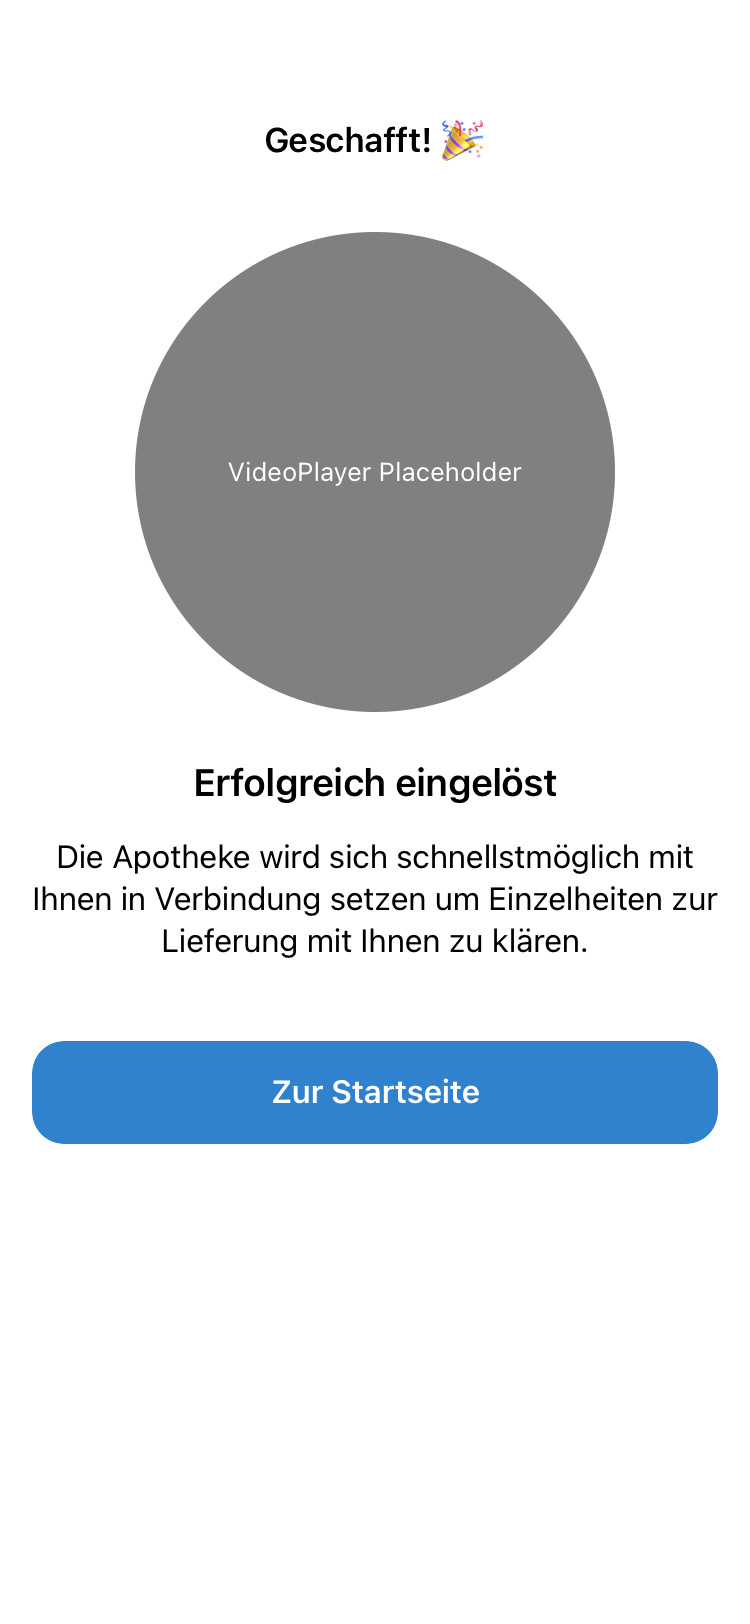 Geschafft! 🎉
VideoPlayer Placeholder
Erfolgreich eingelöst
Die Apotheke wird sich schnellstmöglich mit
Ihnen in Verbindung setzen um Einzelheiten zur
Lieferung mit Ihnen zu klären.
Zur Startseite